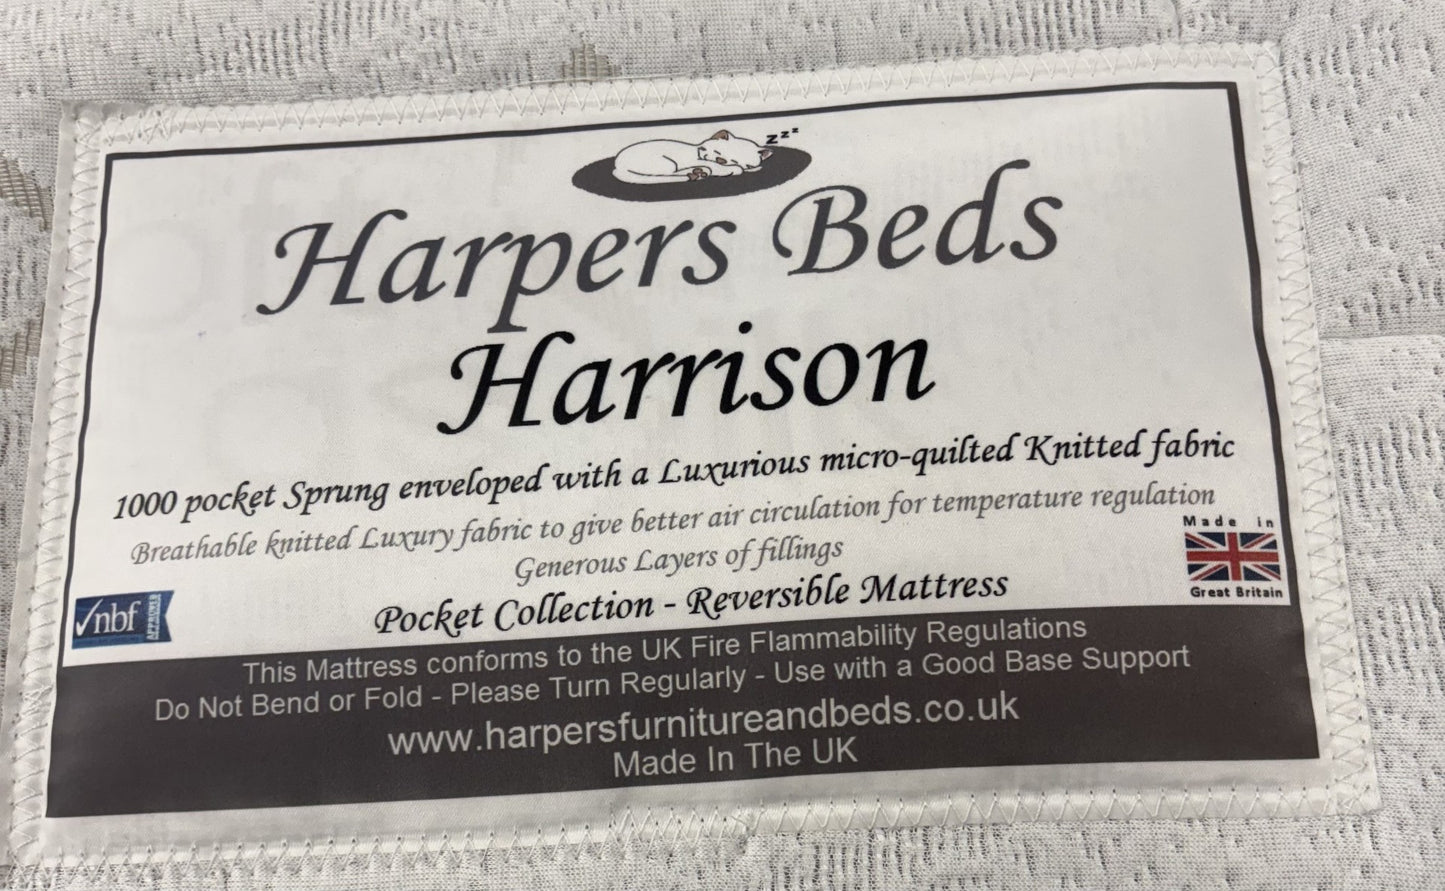 zzz
Harpers Beds
Harrison
1000 pocket Sprung enveloped with a Luxurious micro-quilted Knitted fabric
Breathable knitted Luxury fabric to give better air circulation for temperature regulation
Generous Layers of fillings
Pocket Collection - Reversible Mattress
Made in
Great Britain
nbf
APPROVED
This Mattress conforms to the UK Fire Flammability Regulations
Do Not Bend or Fold - Please Turn Regularly - Use with a Good Base Support
www.harpersfurnitureandbeds.co.uk
Made In The UK